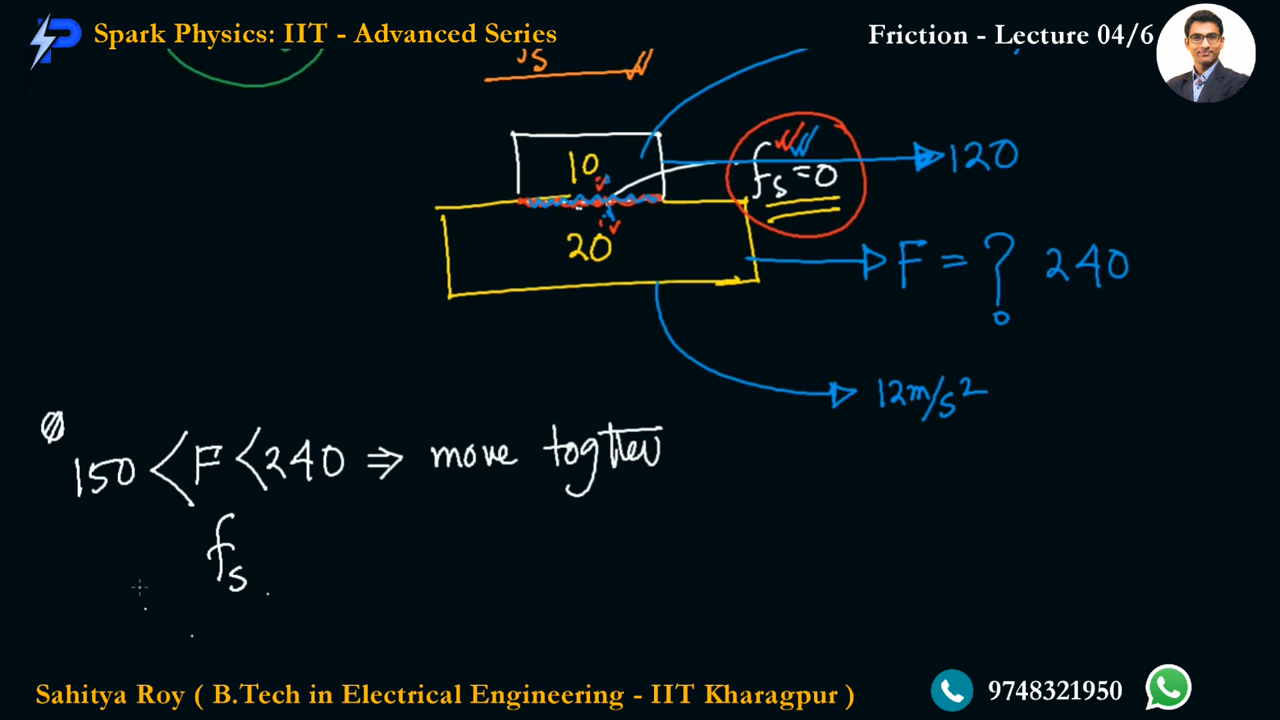 Spark Physics: IIT - Advanced Series
Friction - Lecture 04/6
fs
10
fs=0
120
20
F = ? 240
12m/s²
150 < F < 240 ⇒ move together
fs
Sahitya Roy ( B.Tech in Electrical Engineering - IIT Kharagpur )
9748321950